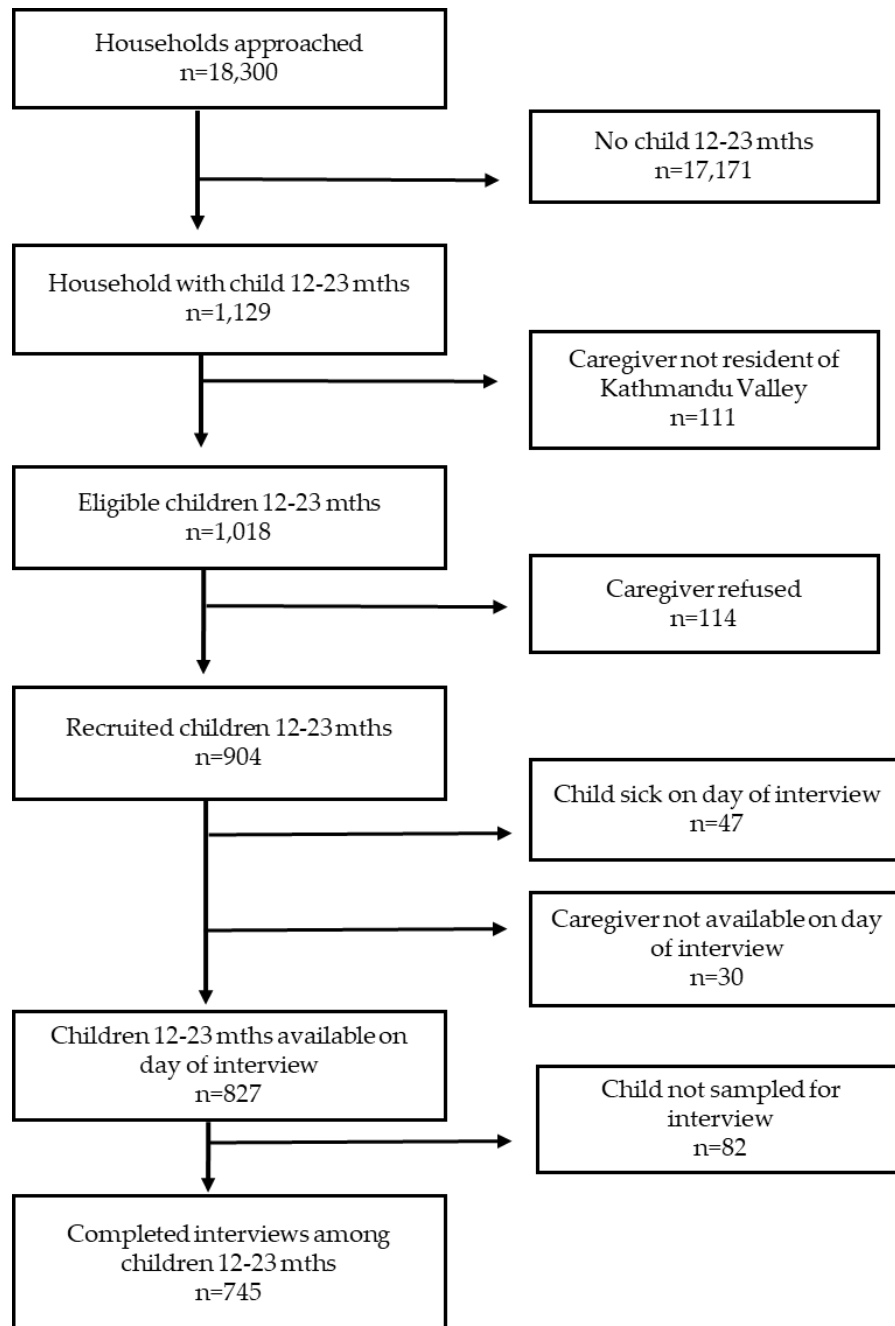 Households approached
n=18,300
No child 12-23 mths
n=17,171
Household with child 12-23 mths
n=1,129
Caregiver not resident of
Kathmandu Valley
n=111
Eligible children 12-23 mths
n=1,018
Caregiver refused
n=114
Recruited children 12-23 mths
n=904
Child sick on day of interview
n=47
Caregiver not available on day
of interview
n=30
Children 12-23 mths available on
day of interview
n=827
Child not sampled for
interview
n=82
Completed interviews among
children 12-23 mths
n=745